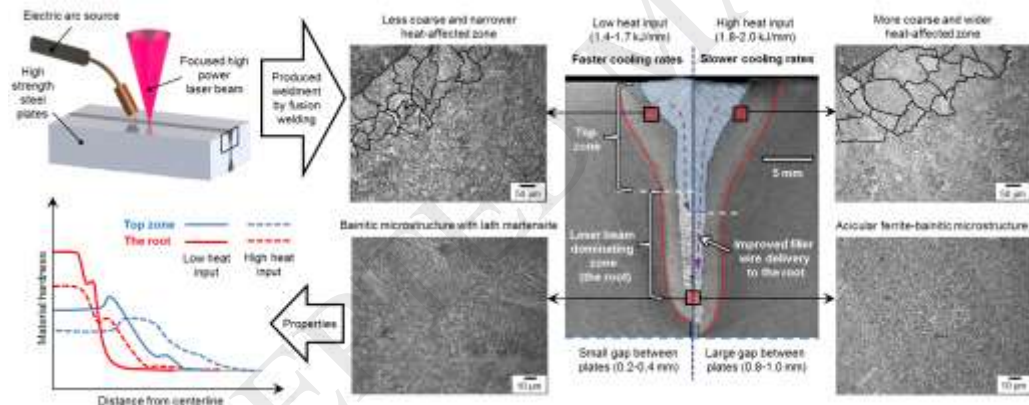 Electric arc source
High
strength
steel
plates
Focused high
power
laser beam
Produced
weldment
by fusion
welding
Less coarse and narrower
heat-affected zone
50 µm
Low heat input
(1.4-1.7 kJ/mm)
High heat input
(1.8-2.0 kJ/mm)
Faster cooling rates
Slower cooling rates
Top
zone
5 mm
Laser beam
dominating
zone
(the root)
Improved filler
wire delivery
to the root
Small gap between
plates (0.2-0.4 mm)
Large gap between
plates (0.8-1.0 mm)
More coarse and wider
heat-affected zone
50 µm
Material hardness
Top zone
The root
Low heat
input
High heat
input
Distance from centerline
Properties
Bainitic microstructure with lath martensite
10 µm
Acicular ferrite-bainitic microstructure
10 µm